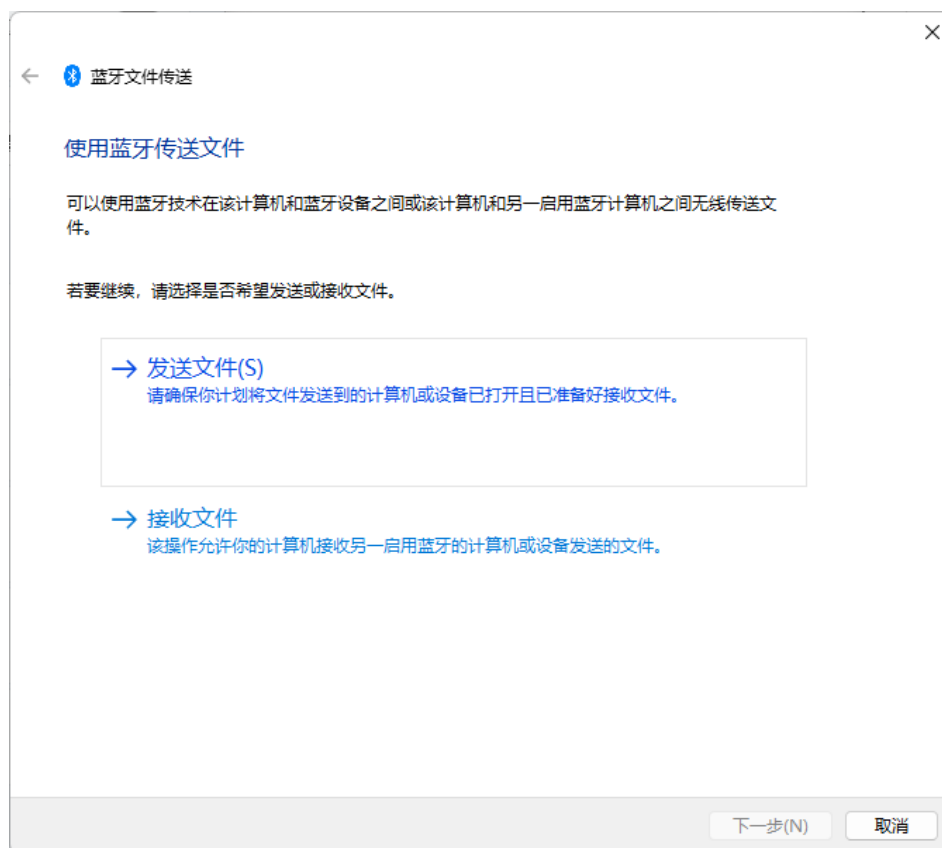 蓝牙文件传送
使用蓝牙传送文件
可以使用蓝牙技术在该计算机和蓝牙设备之间或该计算机和另一启用蓝牙计算机之间无线传送文
件。
若要继续，请选择是否希望发送或接收文件。
发送文件(S)
请确保你计划将文件发送到的计算机或设备已打开且已准备好接收文件。
接收文件
该操作允许你的计算机接收另一启用蓝牙的计算机或设备发送的文件。
下一步(N)
取消